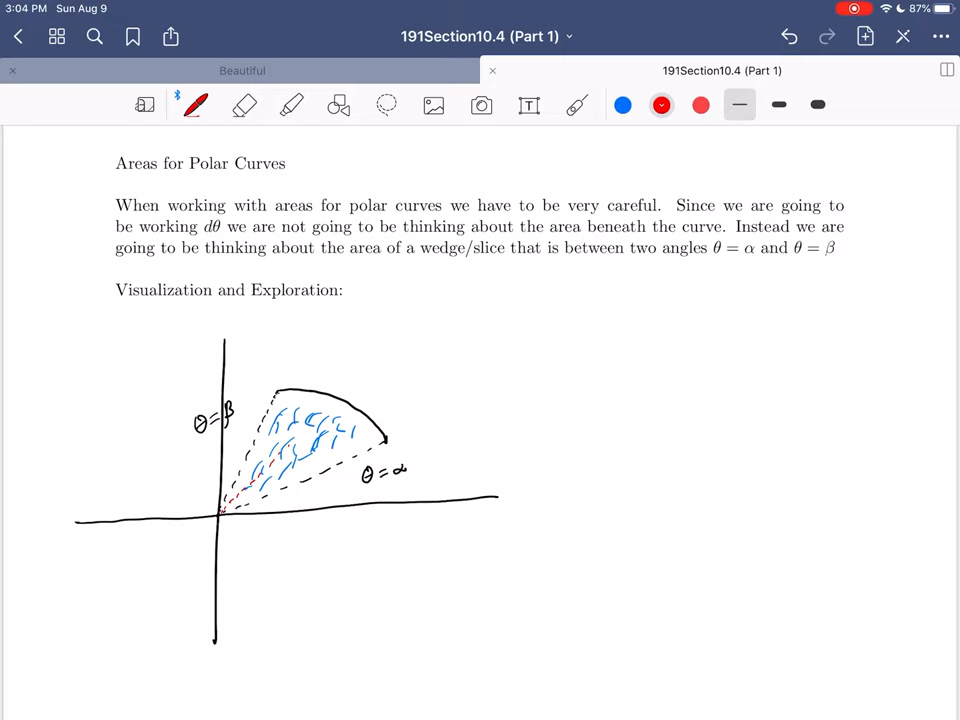 3:04 PM Sun Aug 9
87%
191Section10.4 (Part 1)
Beautiful
191Section10.4 (Part 1)
T
Areas for Polar Curves
When working with areas for polar curves we have to be very careful. Since we are going to
be working dθ we are not going to be thinking about the area beneath the curve. Instead we are
going to be thinking about the area of a wedge/slice that is between two angles θ = α and θ = β
Visualization and Exploration:
θ = β
θ = α